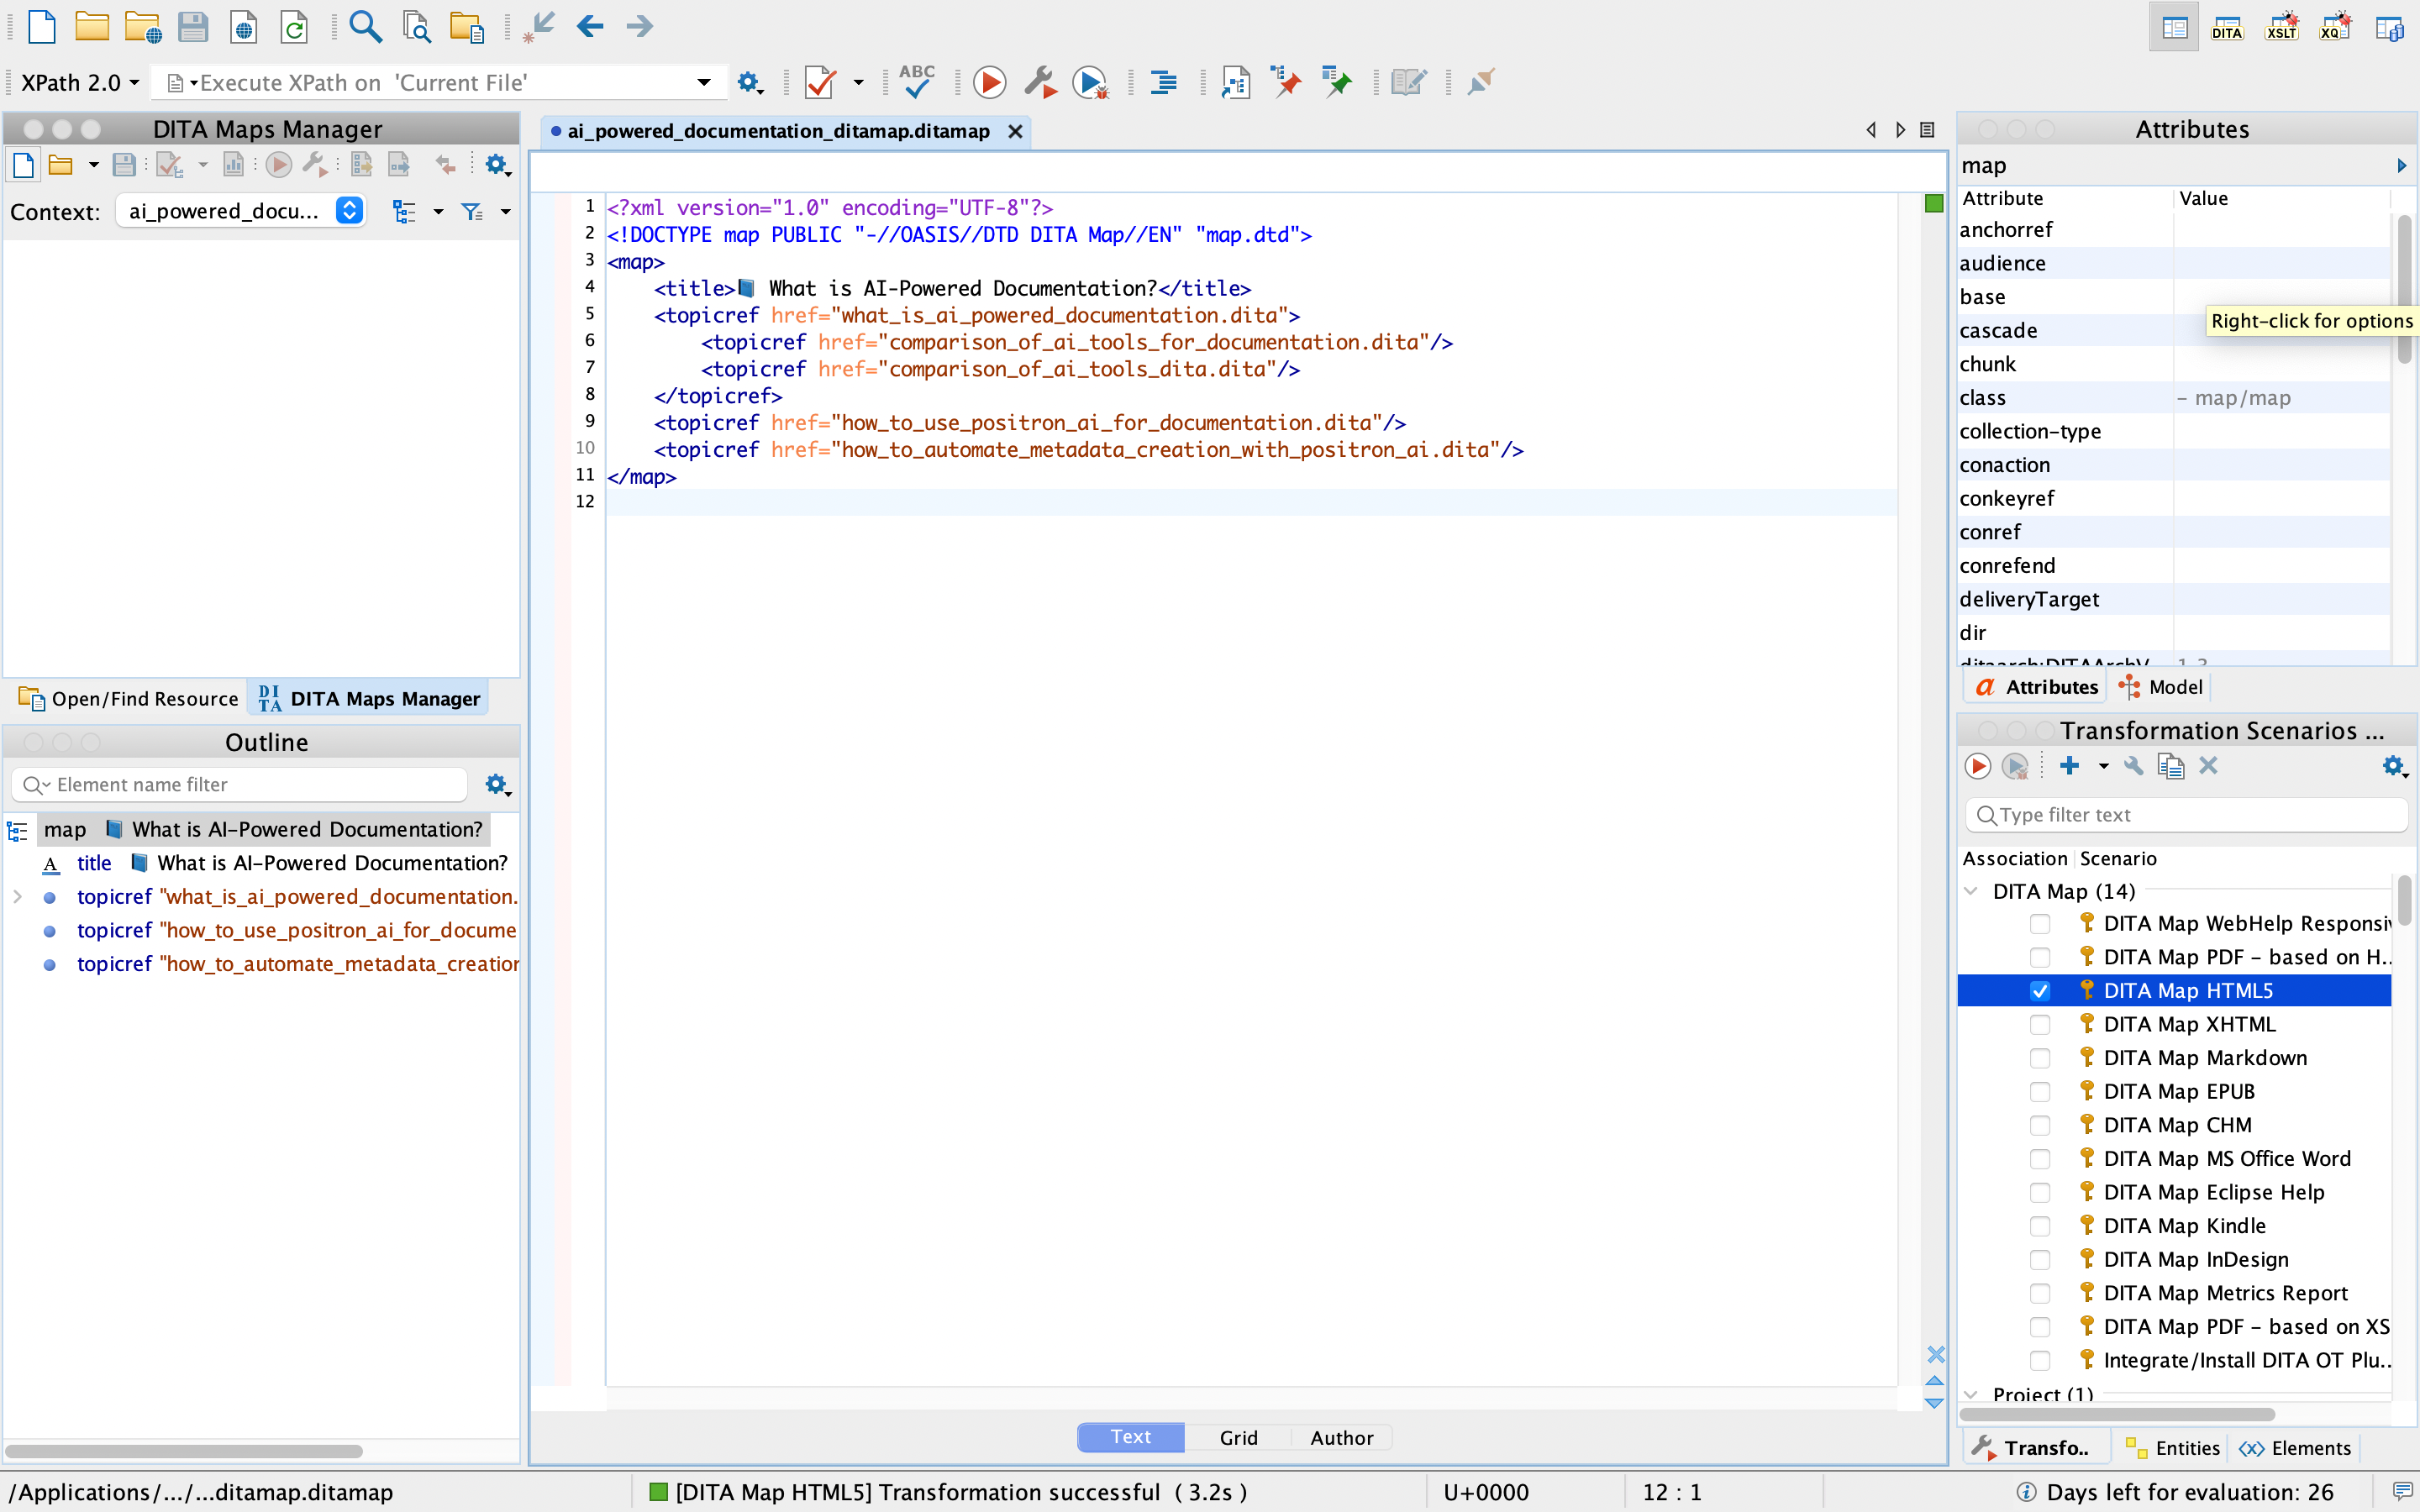 DITA
XSLT
XQ
XPath 2.0
Execute XPath on 'Current File'
ABC
DITA Maps Manager
Context:
ai_powered_docu...
Open/Find Resource
DITA Maps Manager
Outline
Element name filter
map 📘 What is AI-Powered Documentation?
title 📘 What is AI-Powered Documentation?
topicref "what_is_ai_powered_documentation.
topicref "how_to_use_positron_ai_for_docume
topicref "how_to_automate_metadata_creation
ai_powered_documentation_ditamap.ditamap
1 <?xml version="1.0" encoding="UTF-8"?>
2 <!DOCTYPE map PUBLIC "-//OASIS//DTD DITA Map//EN" "map.dtd">
3 <map>
4 <title>📘 What is AI-Powered Documentation?</title>
5 <topicref href="what_is_ai_powered_documentation.dita">
6 <topicref href="comparison_of_ai_tools_for_documentation.dita"/>
7 <topicref href="comparison_of_ai_tools_dita.dita"/>
8 </topicref>
9 <topicref href="how_to_use_positron_ai_for_documentation.dita"/>
10 <topicref href="how_to_automate_metadata_creation_with_positron_ai.dita"/>
11 </map>
12
Text Grid Author
Attributes
map
Attribute Value
anchorref
audience
base
Right-click for options
cascade
chunk
class - map/map
collection-type
conaction
conkeyref
conref
conrefend
deliveryTarget
dir
ditaarch:DITAArchV... 1.3
Attributes Model
Transformation Scenarios ...
Type filter text
Association Scenario
DITA Map (14)
DITA Map WebHelp Responsiv
DITA Map PDF - based on H...
DITA Map HTML5
DITA Map XHTML
DITA Map Markdown
DITA Map EPUB
DITA Map CHM
DITA Map MS Office Word
DITA Map Eclipse Help
DITA Map Kindle
DITA Map InDesign
DITA Map Metrics Report
DITA Map PDF - based on XS
Integrate/Install DITA OT Plu...
Project (1)
Transfo.. Entities Elements
/Applications/.../...ditamap.ditamap
[DITA Map HTML5] Transformation successful (3.2s)
U+0000
12 : 1
Days left for evaluation: 26